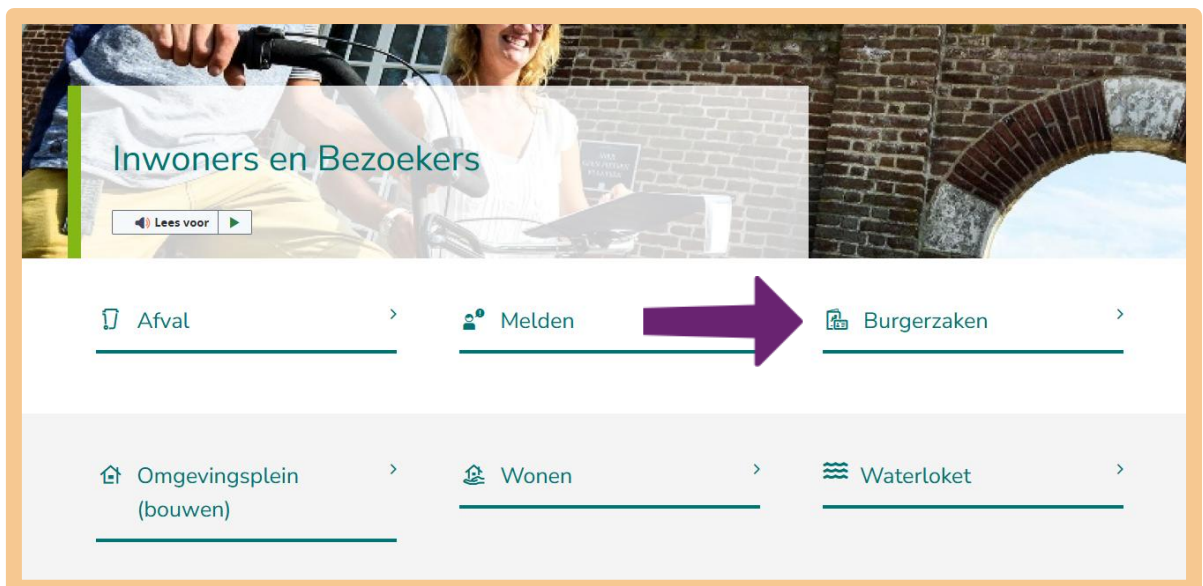 Inwoners en Bezoekers
Lees voor
Afval
Melden
Burgerzaken
Omgevingsplein
(bouwen)
Wonen
Waterloket